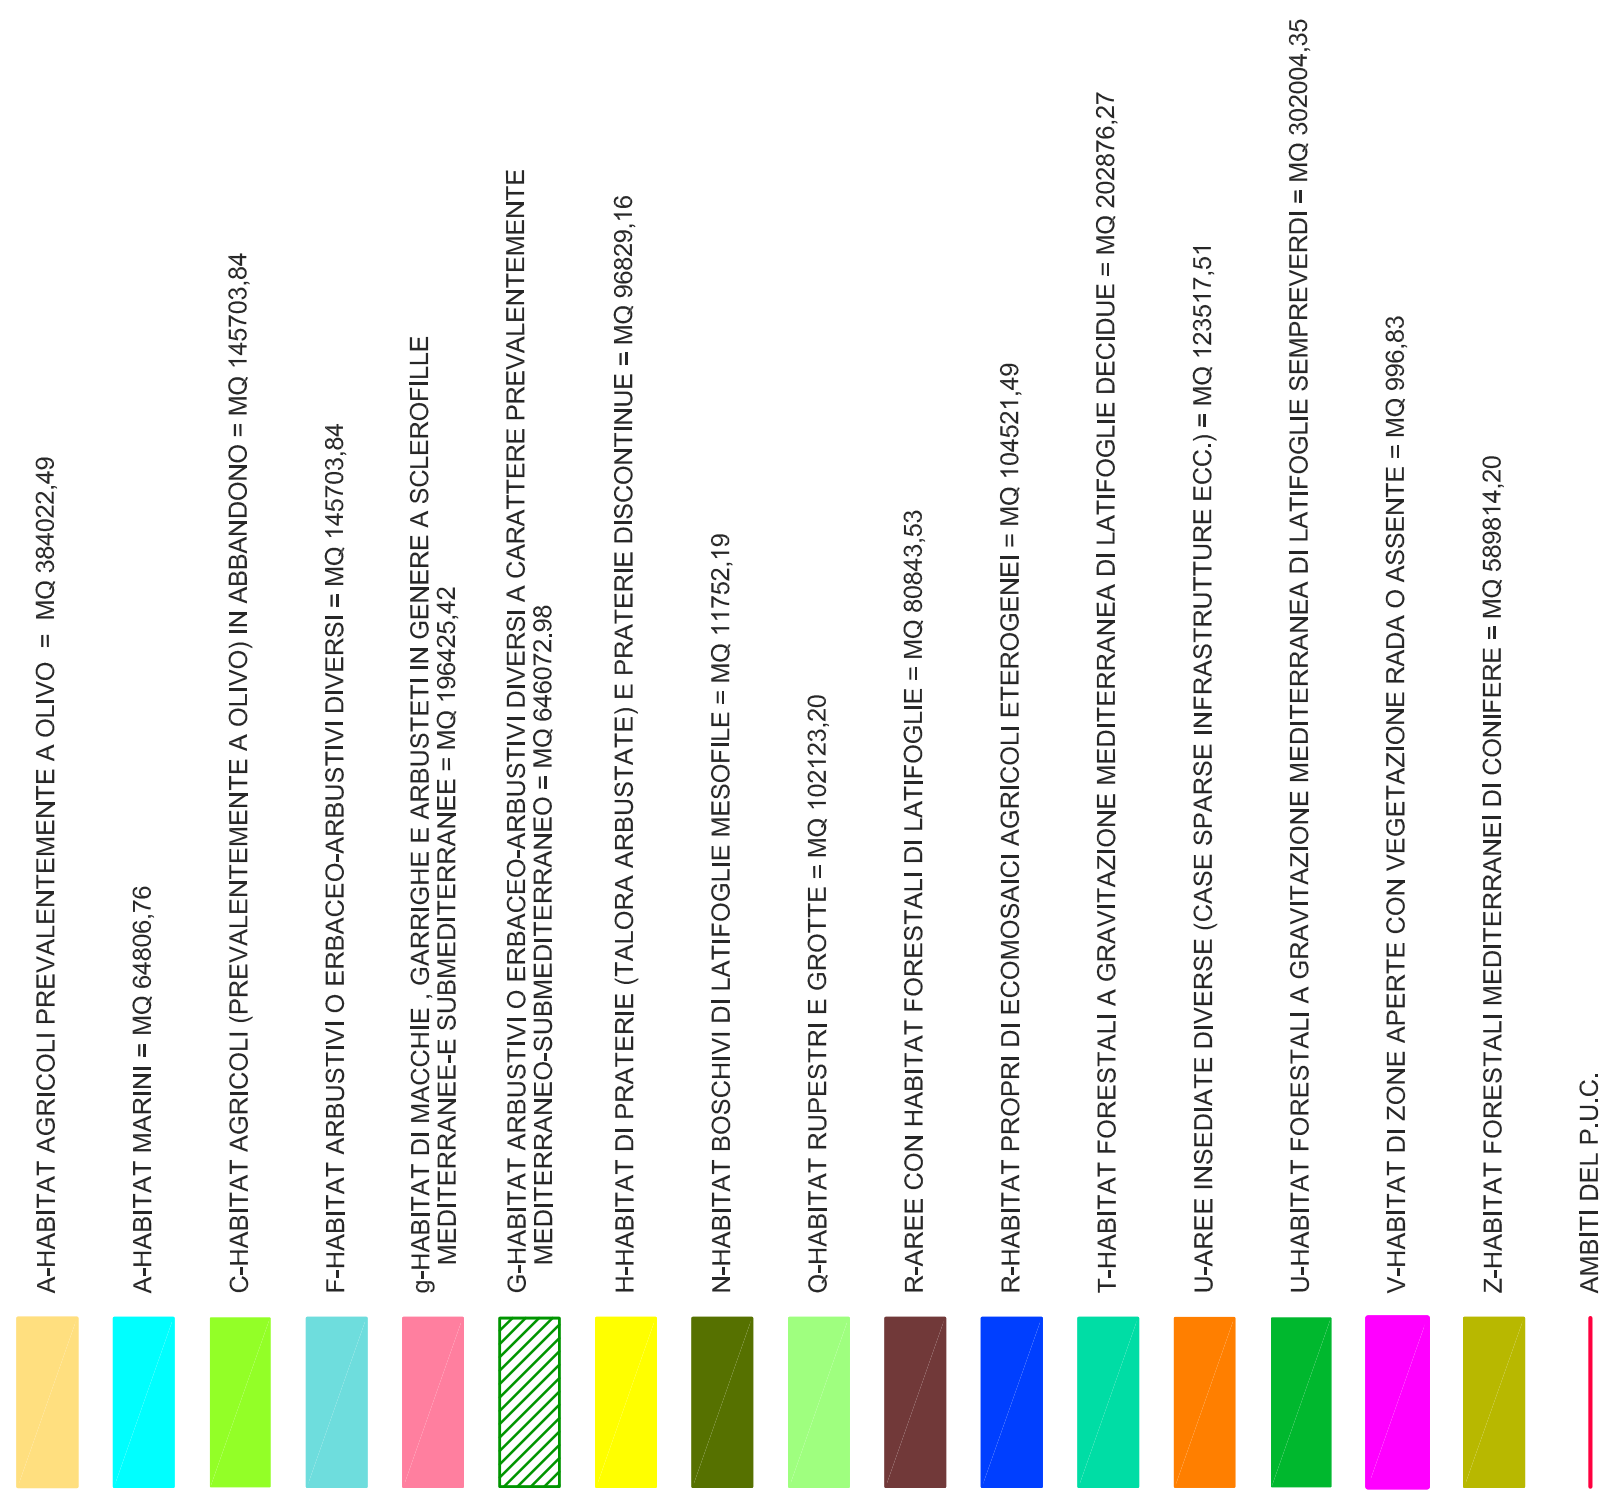 A-HABITAT AGRICOLI PREVALENTEMENTE A OLIVO = MQ 384022,49
A-HABITAT MARINI = MQ 64806,76
C-HABITAT AGRICOLI (PREVALENTEMENTE A OLIVO) IN ABBANDONO = MQ 145703,84
F-HABITAT ARBUSTIVI O ERBACEO-ARBUSTIVI DIVERSI = MQ 145703,84
g-HABITAT DI MACCHIE , GARRIGHE E ARBUSTETI IN GENERE A SCLEROFILLE
MEDITERRANEE-E SUBMEDITERRANEE = MQ 196425,42
G-HABITAT ARBUSTIVI O ERBACEO-ARBUSTIVI DIVERSI A CARATTERE PREVALENTEMENTE
MEDITERRANEO-SUBMEDITERRANEO = MQ 646072.98
H-HABITAT DI PRATERIE (TALORA ARBUSTATE) E PRATERIE DISCONTINUE = MQ 96829,16
N-HABITAT BOSCHIVI DI LATIFOGLIE MESOFILE = MQ 11752,19
Q-HABITAT RUPESTRI E GROTTE = MQ 102123,20
R-AREE CON HABITAT FORESTALI DI LATIFOGLIE = MQ 80843,53
R-HABITAT PROPRI DI ECOMOSAICI AGRICOLI ETEROGENEI = MQ 104521,49
T-HABITAT FORESTALI A GRAVITAZIONE MEDITERRANEA DI LATIFOGLIE DECIDUE = MQ 202876,27
U-AREE INSEDIATE DIVERSE (CASE SPARSE INFRASTRUTTURE ECC.) = MQ 123517,51
U-HABITAT FORESTALI A GRAVITAZIONE MEDITERRANEA DI LATIFOGLIE SEMPREVERDI = MQ 302004,35
V-HABITAT DI ZONE APERTE CON VEGETAZIONE RADA O ASSENTE = MQ 996,83
Z-HABITAT FORESTALI MEDITERRANEI DI CONIFERE = MQ 589814,20
AMBITI DEL P.U.C.